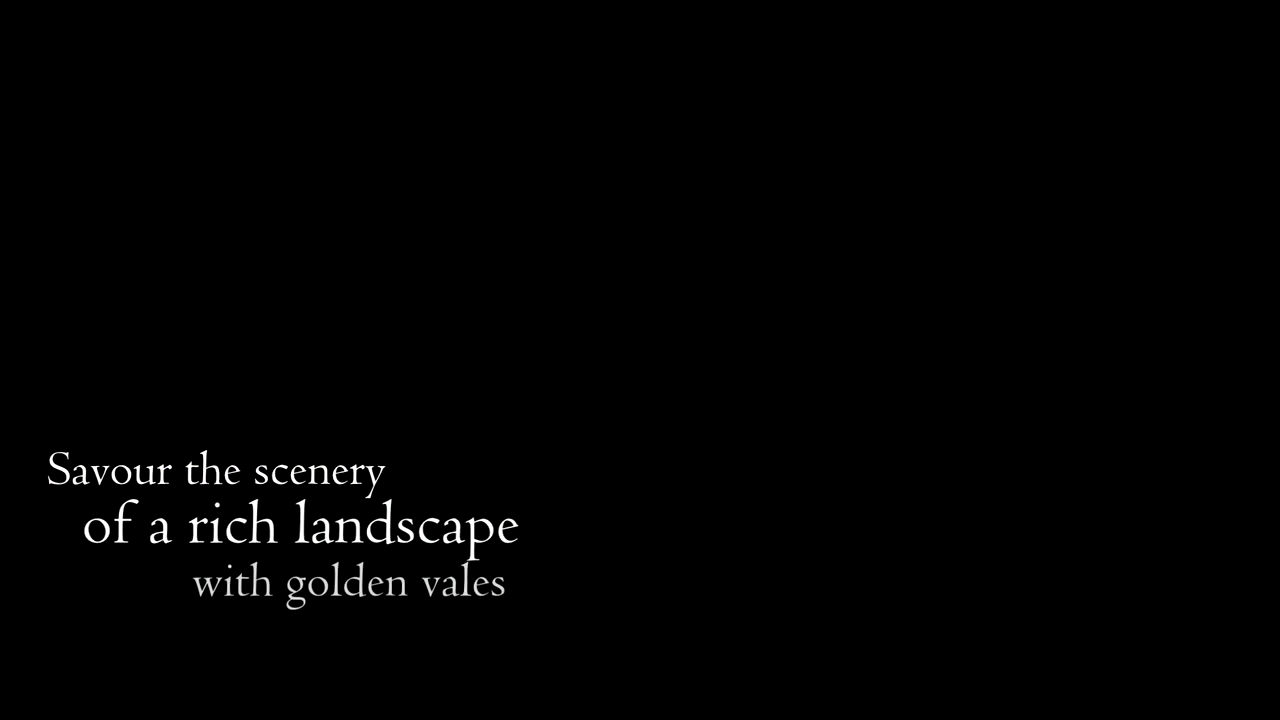 Savour the scenery
of a rich landscape
with golden vales